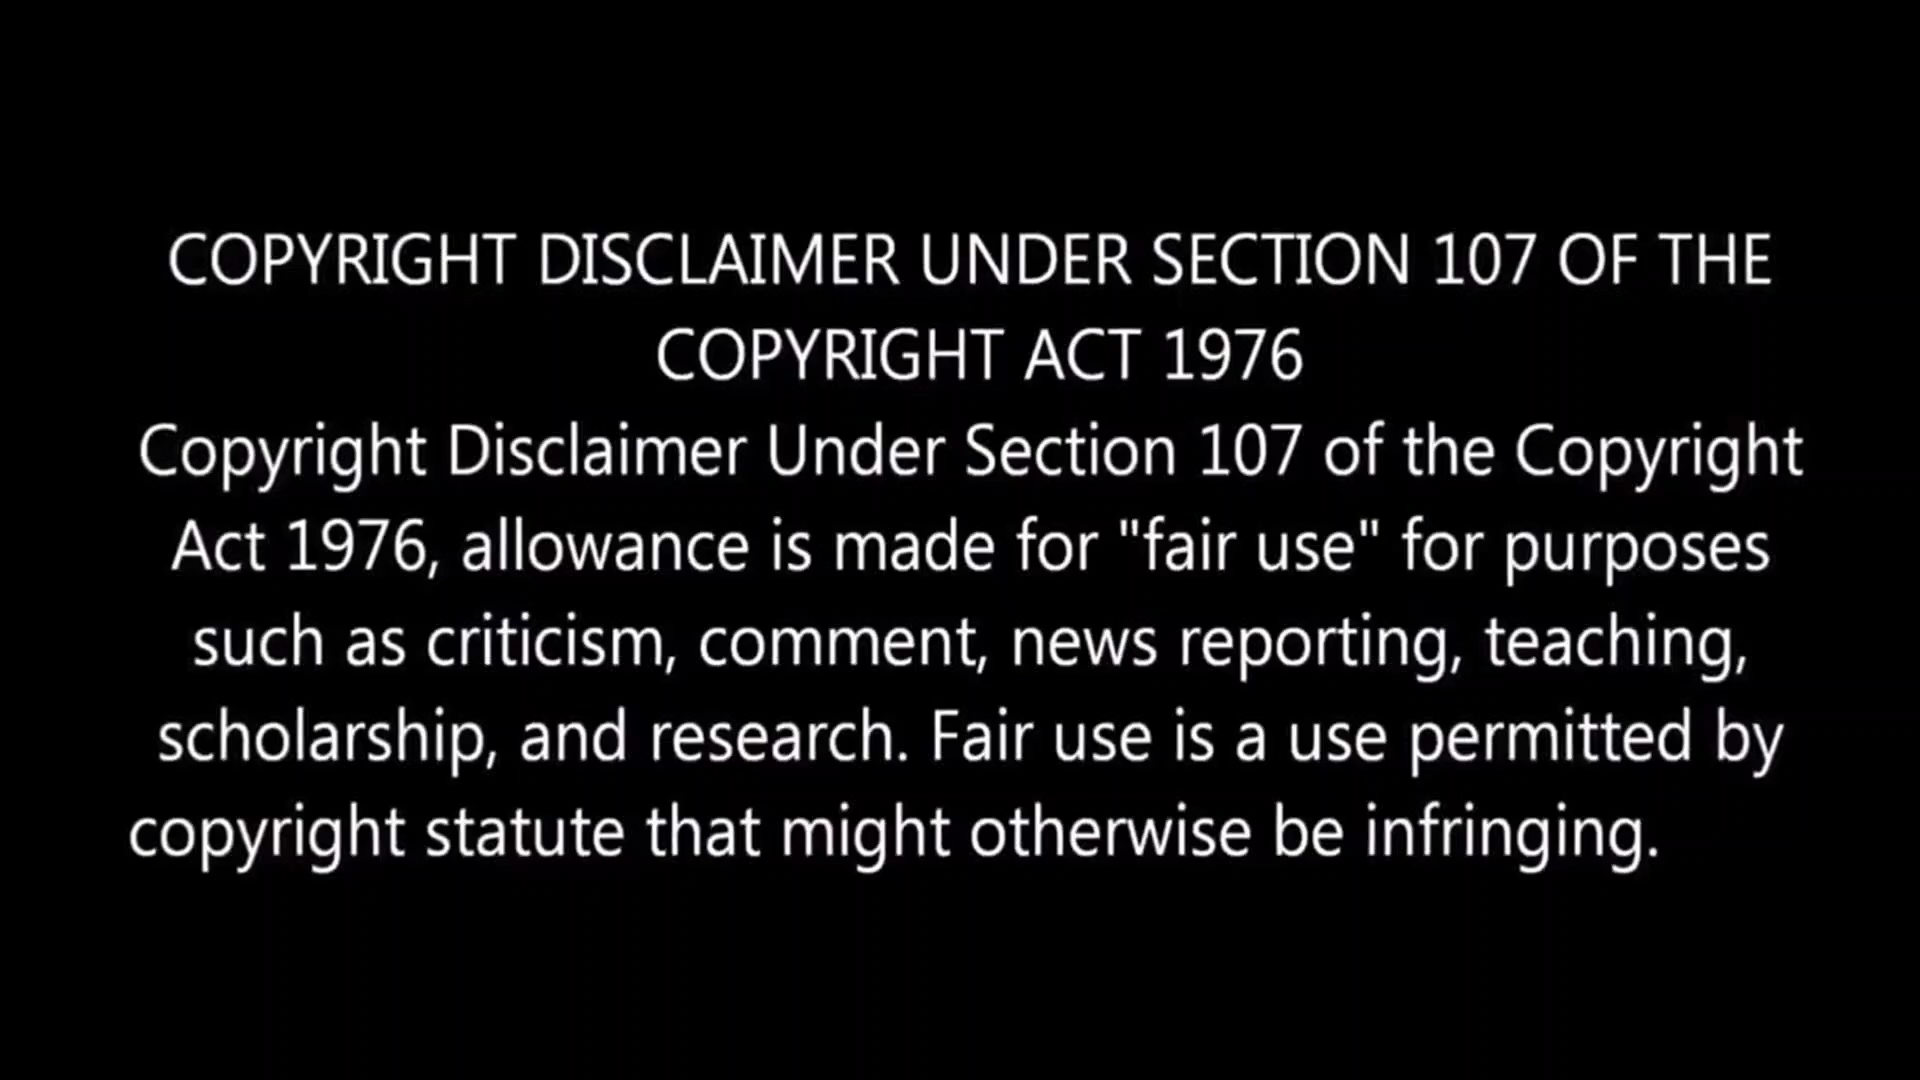 COPYRIGHT DISCLAIMER UNDER SECTION 107 OF THE
COPYRIGHT ACT 1976
Copyright Disclaimer Under Section 107 of the Copyright
Act 1976, allowance is made for "fair use" for purposes
such as criticism, comment, news reporting, teaching,
scholarship, and research. Fair use is a use permitted by
copyright statute that might otherwise be infringing.